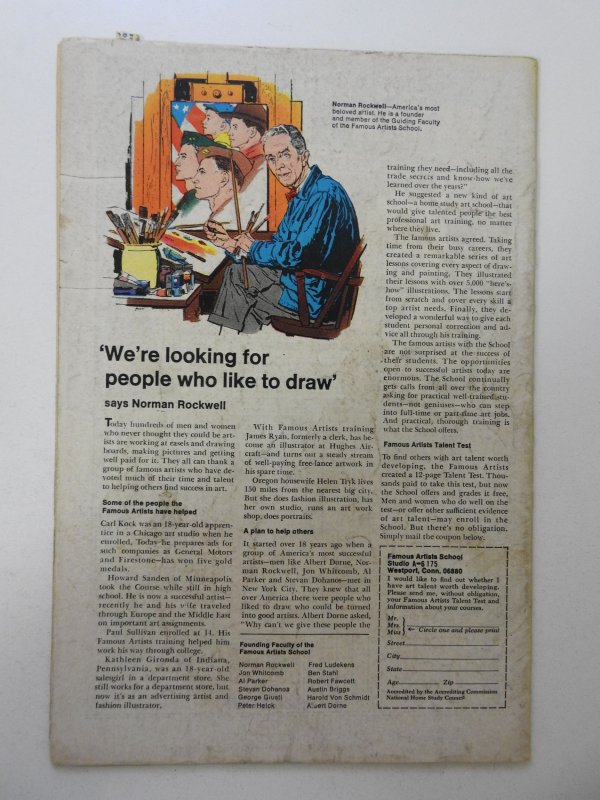 Norman Rockwell—America's most
beloved artist. He is a founder
and member of the Guiding Faculty
of the Famous Artists School.
'We're looking for
people who like to draw'
says Norman Rockwell
Today hundreds of men and women
who never thought they could be art-
ists are working at easels and drawing
boards, making pictures and getting
well paid for it. They all can thank a
group of famous artists who have de-
voted much of their time and talent
to helping others find success in art.
Some of the people the
Famous Artists have helped
Carl Kock was an 18-year-old appren-
tice in a Chicago art studio when he
enrolled. Today he prepares ads for
such companies as General Motors
and Firestone—has won five gold
medals.
Howard Sanden of Minneapolis
took the Course while still in high
school. He is now a successful artist—
recently he and his wife traveled
through Europe and the Middle East
on important art assignments.
Paul Sullivan enrolled at 14. His
Famous Artists training helped him
work his way through college.
Kathleen Gironda of Indiana,
Pennsylvania, was an 18-year-old
salesgirl in a department store. She
still works for a department store, but
now it's as an advertising artist and
fashion illustrator.
With Famous Artists training
James Ryan, formerly a clerk, has be-
come an illustrator at Hughes Air-
craft—and turns out a steady stream
of well-paying free-lance artwork in
his spare time.
Oregon housewife Helen Tryk lives
150 miles from the nearest big city.
But she does fashion illustration, has
her own studio, runs an art work
shop, does portraits.
A plan to help others
It started over 18 years ago when a
group of America's most successful
artists—men like Albert Dorne, Nor-
man Rockwell, Jon Whitcomb, Al
Parker and Stevan Dohanos—met in
New York City. They knew that all
over America there were people who
liked to draw who could be turned
into good artists. Albert Dorne asked,
"Why can't we give these people the
Founding Faculty of the
Famous Artists School
Norman Rockwell
Jon Whitcomb
Al Parker
Stevan Dohanos
George Giusti
Peter Helck
Fred Ludekens
Ben Stahl
Robert Fawcett
Austin Briggs
Harold Von Schmidt
Albert Dorne
training they need—including all the
trade secrets and know-how we've
learned over the years?"
He suggested a new kind of art
school—a home study art school—that
would give talented people the best
professional art training, no matter
where they live.
The famous artists agreed. Taking
time from their busy careers, they
created a remarkable series of art
lessons covering every aspect of draw-
ing and painting. They illustrated
their lessons with over 5,000 "here's-
how" illustrations. The lessons start
from scratch and cover every skill a
top artist needs. Finally, they de-
veloped a wonderful way to give each
student personal correction and ad-
vice all through his training.
The famous artists with the School
are not surprised at the success of
their students. The opportunities
open to successful artists today are
enormous. The School continually
gets calls from all over the country
asking for practical well-trained stu-
dents—not geniuses—who can step
into full-time or part-time art jobs.
And practical, thorough training is
what the School offers.
Famous Artists Talent Test
To find others with art talent worth
developing, the Famous Artists
created a 12-page Talent Test. Thou-
sands paid to take this test, but now
the School offers and grades it free.
Men and women who do well on the
test—or offer other sufficient evidence
of art talent—may enroll in the
School. But there's no obligation.
Simply mail the coupon below.
Famous Artists School
Studio A-6175
Westport, Conn. 06880
I would like to find out whether I
have art talent worth developing.
Please send me, without obligation,
your Famous Artists Talent Test and
information about your courses.
Mr.
Mrs.
Miss
← Circle one and please print
Street
City
State
Age Zip
Accredited by the Accrediting Commission
National Home Study Council